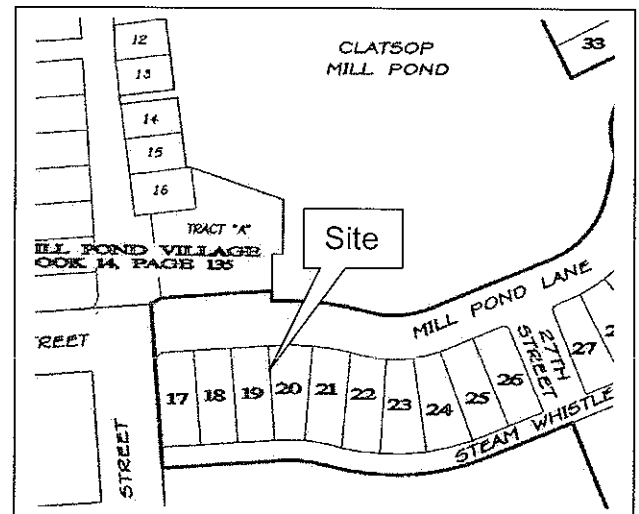 12
13
14
15
16
CLATSOP
MILL POND
33
TRACT "A"
ILL POND VILLAGE
OOK 14, PAGE 135
Site
MILL POND LANE
REET
STREET
17 18 19 20 21 22 23 24 25 26
27TH
STREET
27
STEAM WHISTLE